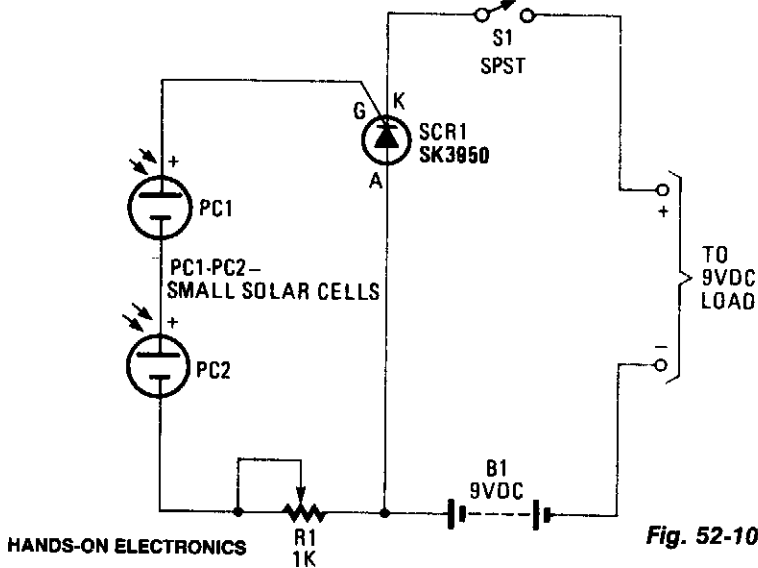 S1
SPST
G
K
SCR1
SK3950
A
+
PC1
PC1-PC2–
SMALL SOLAR CELLS
+
PC2
+
TO
9VDC
LOAD
–
B1
9VDC
R1
1K
HANDS-ON ELECTRONICS
Fig. 52-10